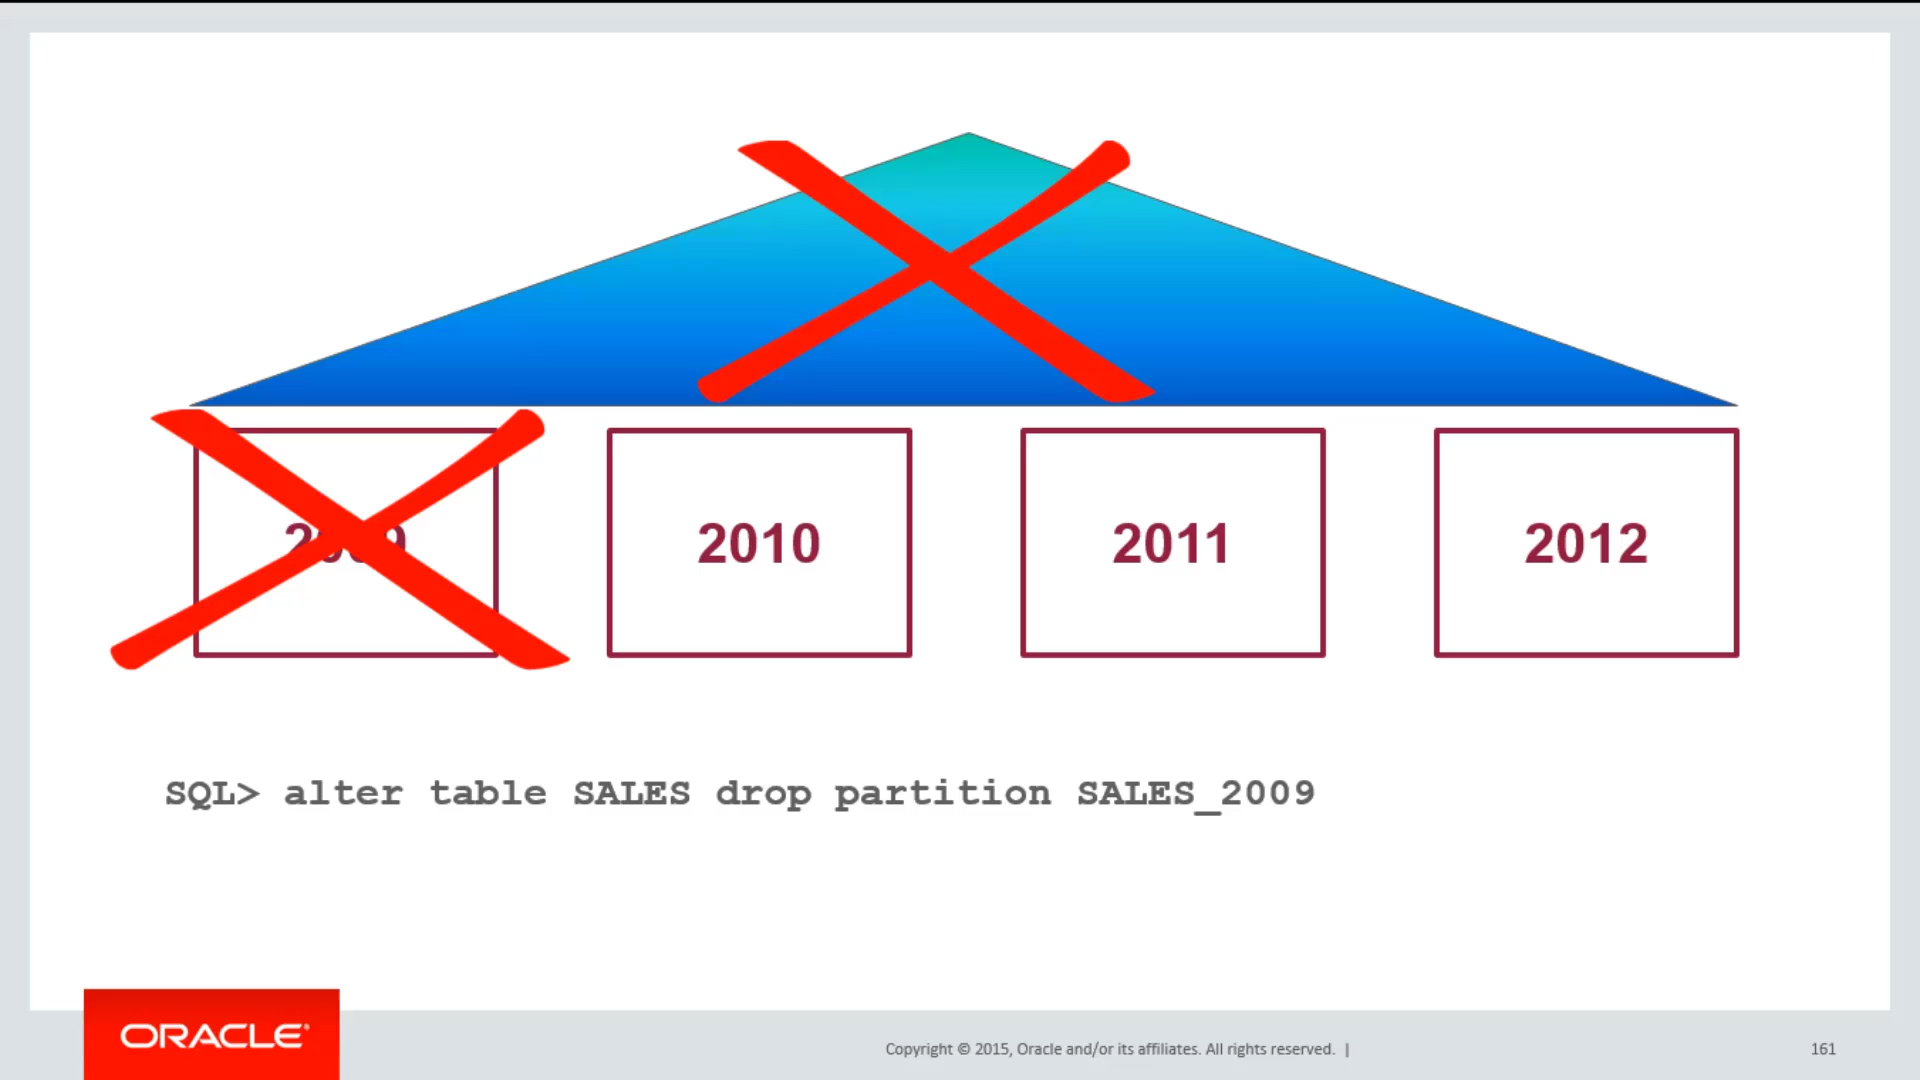 2009
2010
2011
2012
SQL> alter table SALES drop partition SALES_2009
ORACLE®
Copyright © 2015, Oracle and/or its affiliates. All rights reserved. |
161